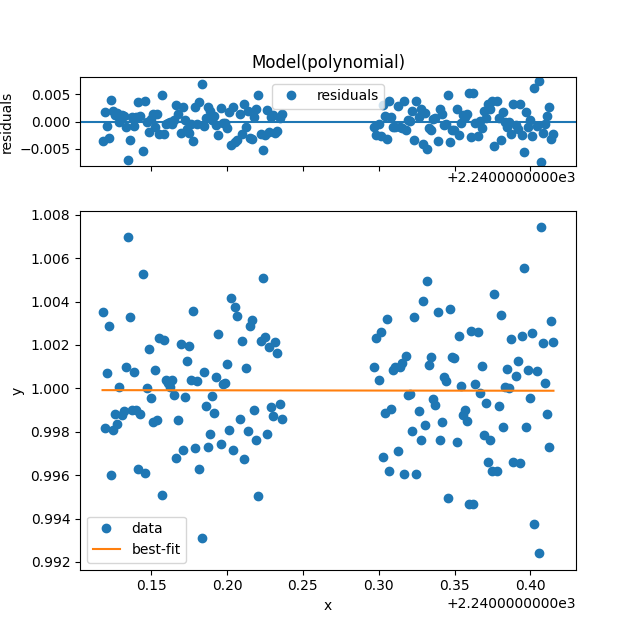 Model(polynomial)
residuals
0.005
0.000
−0.005
residuals
+2.2400000000e3
y
1.008
1.006
1.004
1.002
1.000
0.998
0.996
0.994
0.992
data
best-fit
0.15 0.20 0.25 0.30 0.35 0.40
x
+2.2400000000e3